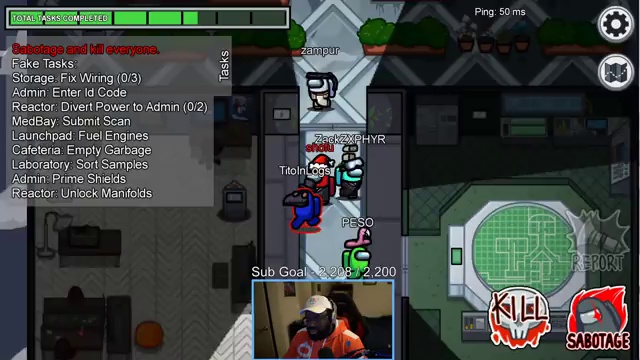 TOTAL TASKS COMPLETED
Ping: 50 ms
Sabotage and kill everyone.
Fake Tasks:
Storage: Fix Wiring (0/3)
Admin: Enter Id Code
Reactor: Divert Power to Admin (0/2)
MedBay: Submit Scan
Launchpad: Fuel Engines
Cafeteria: Empty Garbage
Laboratory: Sort Samples
Admin: Prime Shields
Reactor: Unlock Manifolds
Tasks
zampur
ZackZXPHYR
shofu
TitoInLogs
PESO
REPORT
Sub Goal - 2,208 / 2,200
KILL
SABOTAGE